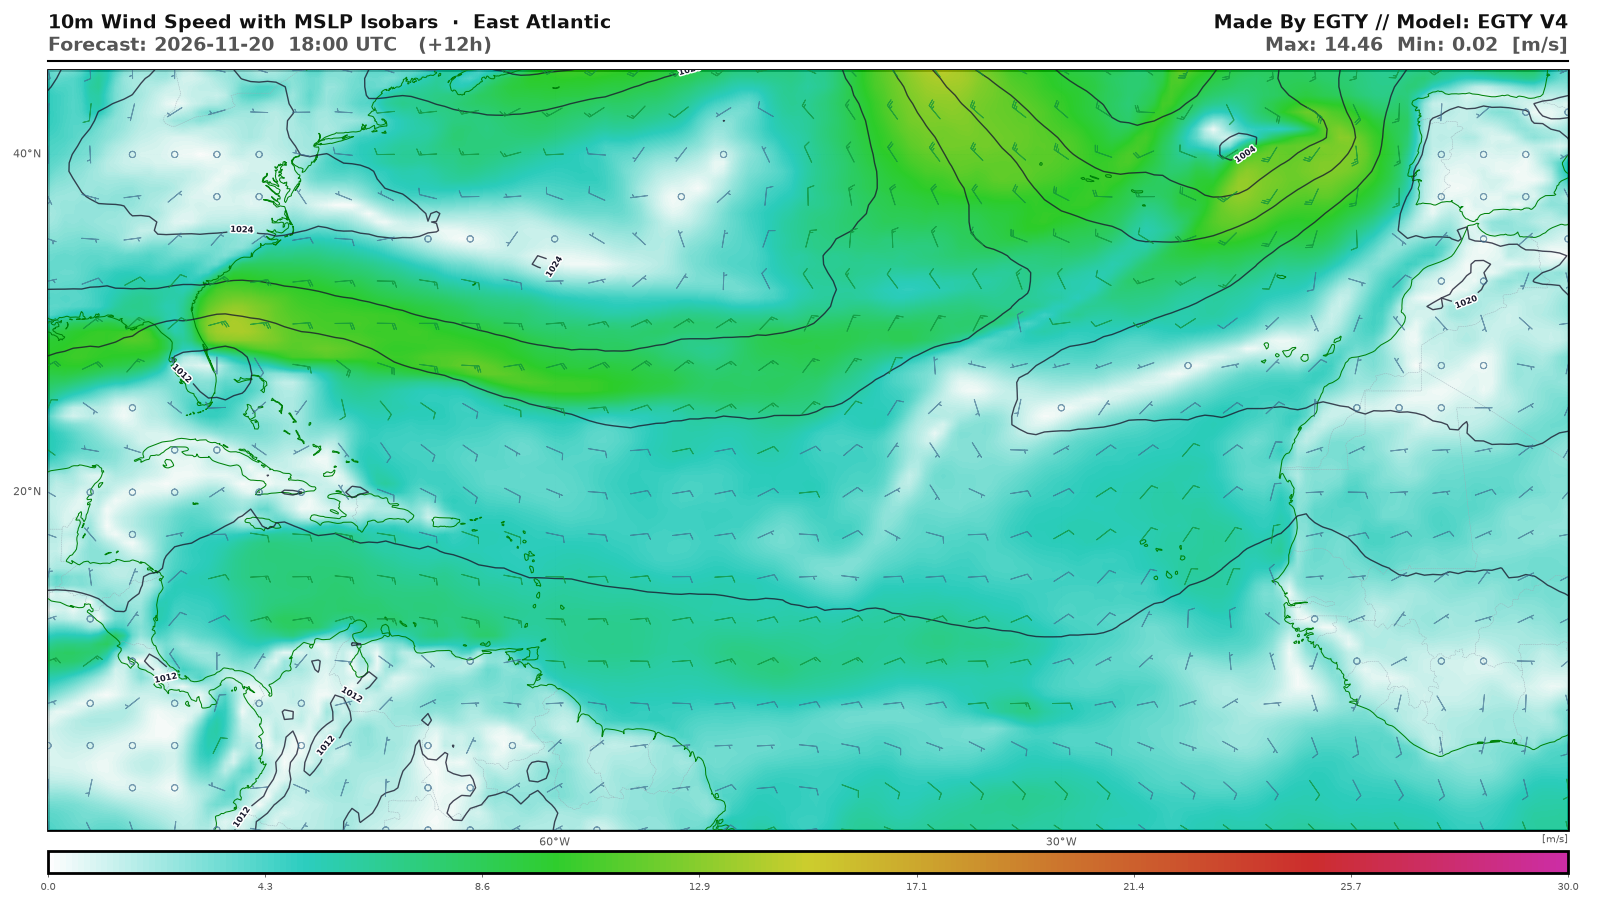 10m Wind Speed with MSLP Isobars · East Atlantic
Made By EGTY // Model: EGTY V4
Forecast: 2026-11-20 18:00 UTC (+12h)
Max: 14.46 Min: 0.02 [m/s]
40°N
1004
1024
1024
1020
1012
20°N
1012
1012
1012
1012
60°W
30°W
[m/s]
0.0
4.3
8.6
12.9
17.1
21.4
25.7
30.0